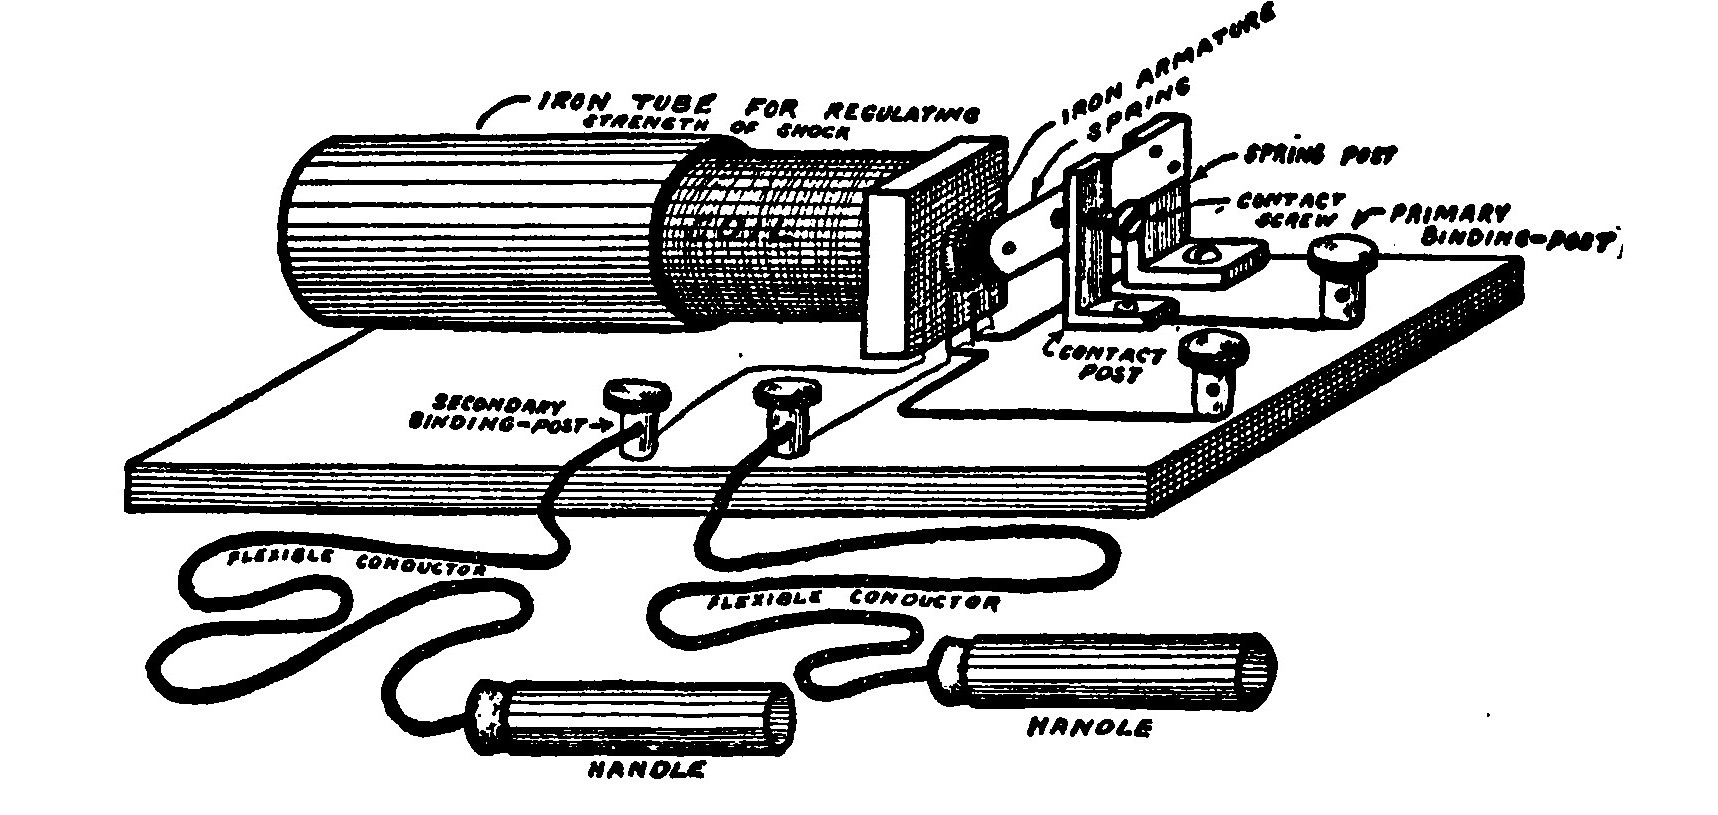 IRON TUBE FOR REGULATING
STRENGTH OF SHOCK
IRON ARMATURE
SPRING
SPRING POST
CONTACT
SCREW
PRIMARY
BINDING-POST
COIL
CONTACT
POST
SECONDARY
BINDING-POST
FLEXIBLE CONDUCTOR
FLEXIBLE CONDUCTOR
HANDLE
HANDLE